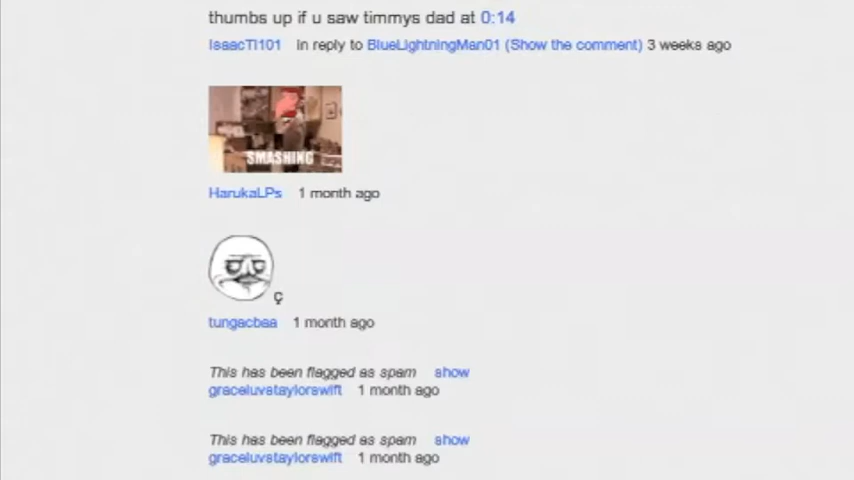 thumbs up if u saw timmys dad at 0:14
IsaacTI101 In reply to BlueLightningMan01 (Show the comment) 3 weeks ago
SMASHING
HarukaLPs 1 month ago
ç
tungacbaa 1 month ago
This has been flagged as spam show
graceluvstaylorswift 1 month ago
This has been flagged as spam show
graceluvstaylorswift 1 month ago